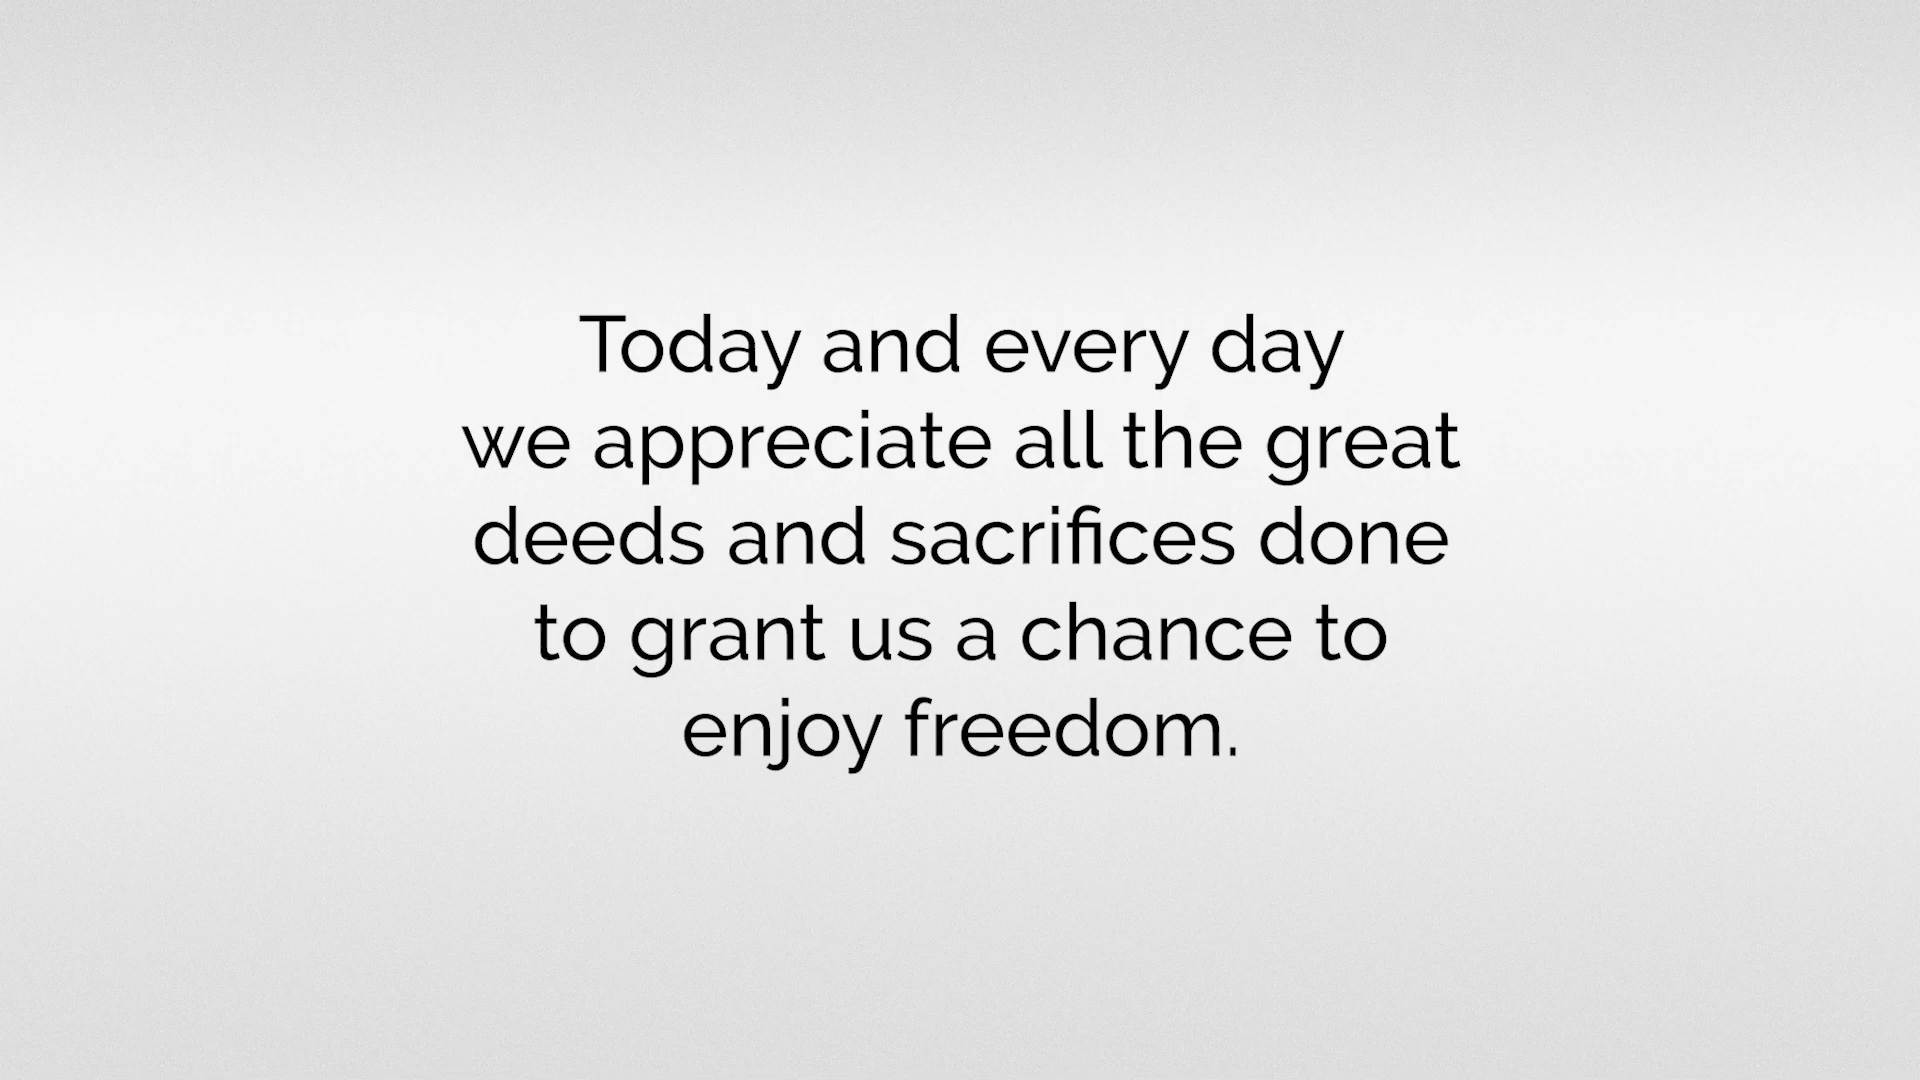 Today and every day
we appreciate all the great
deeds and sacrifices done
to grant us a chance to
enjoy freedom.